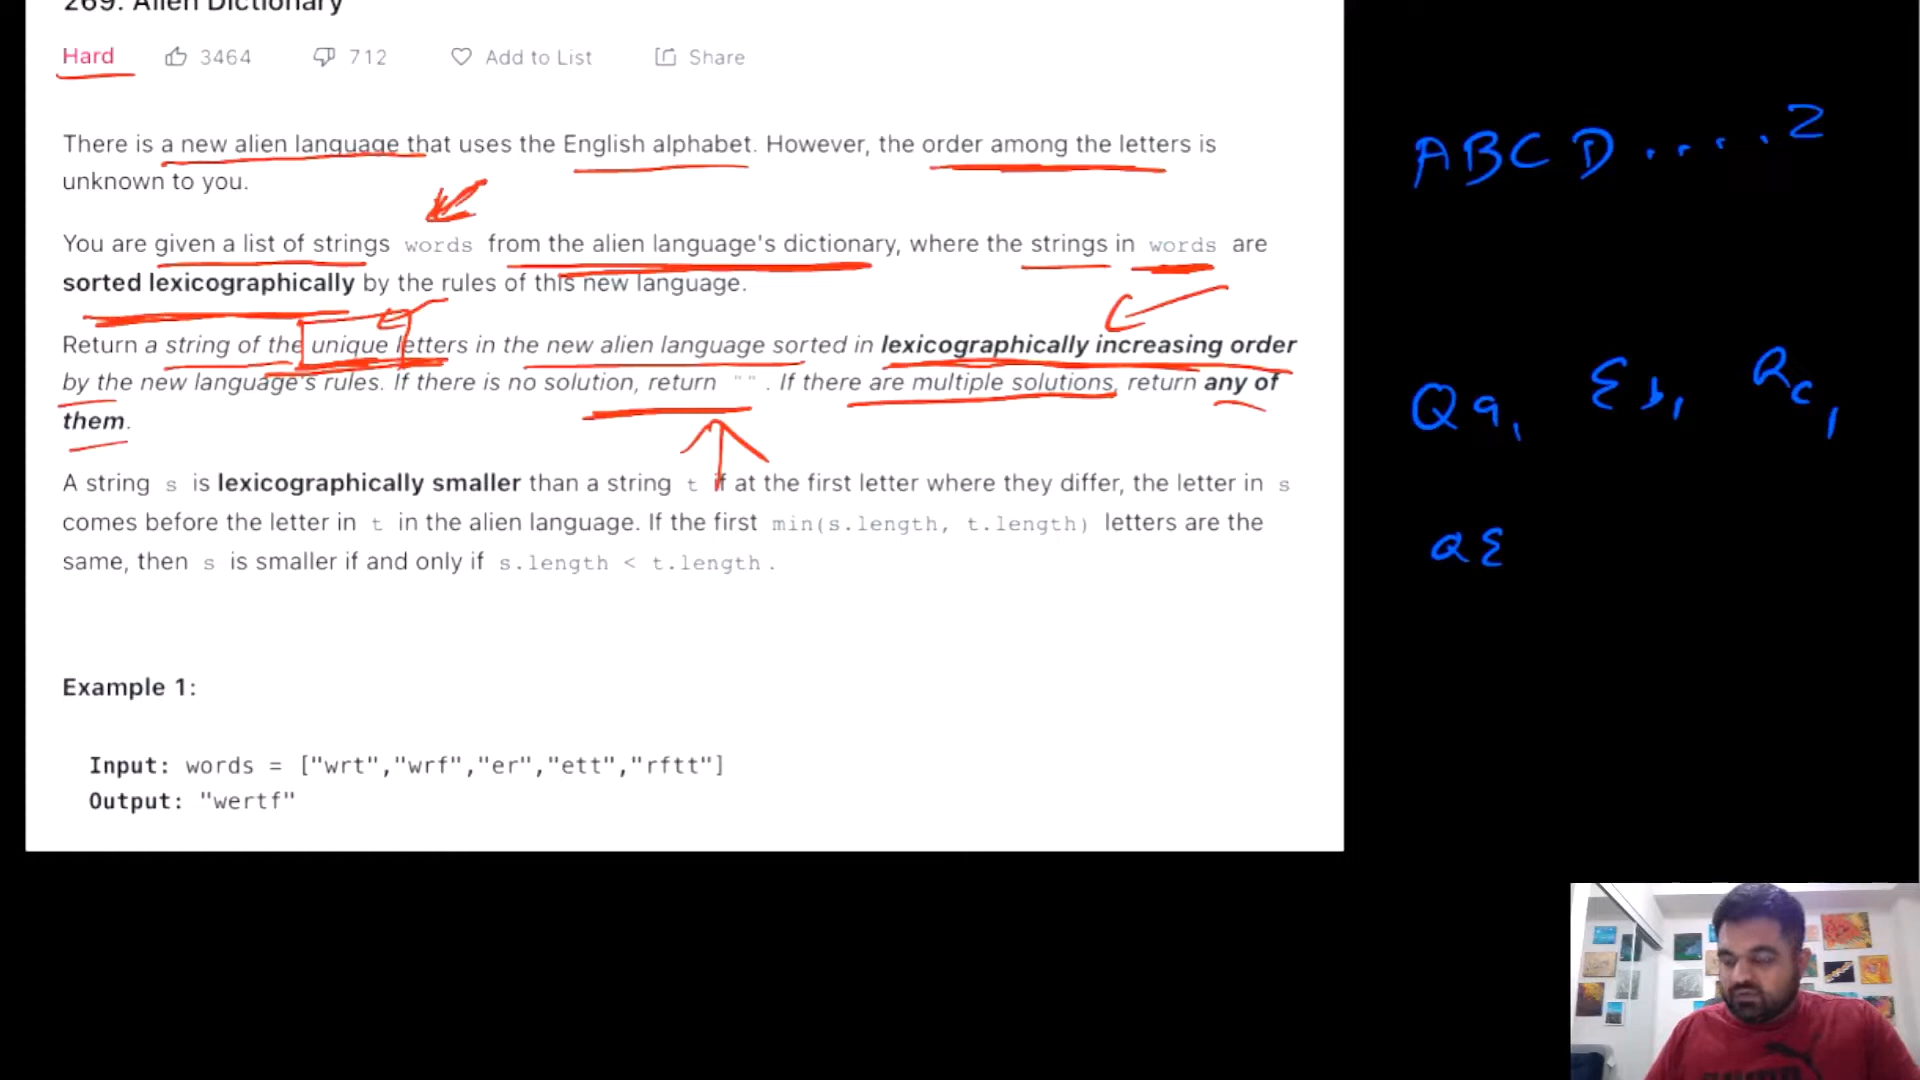 269. Alien Dictionary
Hard 3464 712 Add to List Share
There is a new alien language that uses the English alphabet. However, the order among the letters is
unknown to you.
You are given a list of strings words from the alien language's dictionary, where the strings in words are
sorted lexicographically by the rules of this new language.
Return a string of the unique letters in the new alien language sorted in lexicographically increasing order
by the new language's rules. If there is no solution, return "" . If there are multiple solutions, return any of
them.
A string s is lexicographically smaller than a string t if at the first letter where they differ, the letter in s
comes before the letter in t in the alien language. If the first min(s.length, t.length) letters are the
same, then s is smaller if and only if s.length < t.length.
Example 1:
Input: words = ["wrt","wrf","er","ett","rftt"]
Output: "wertf"
A B C D ..... Z
Qa,